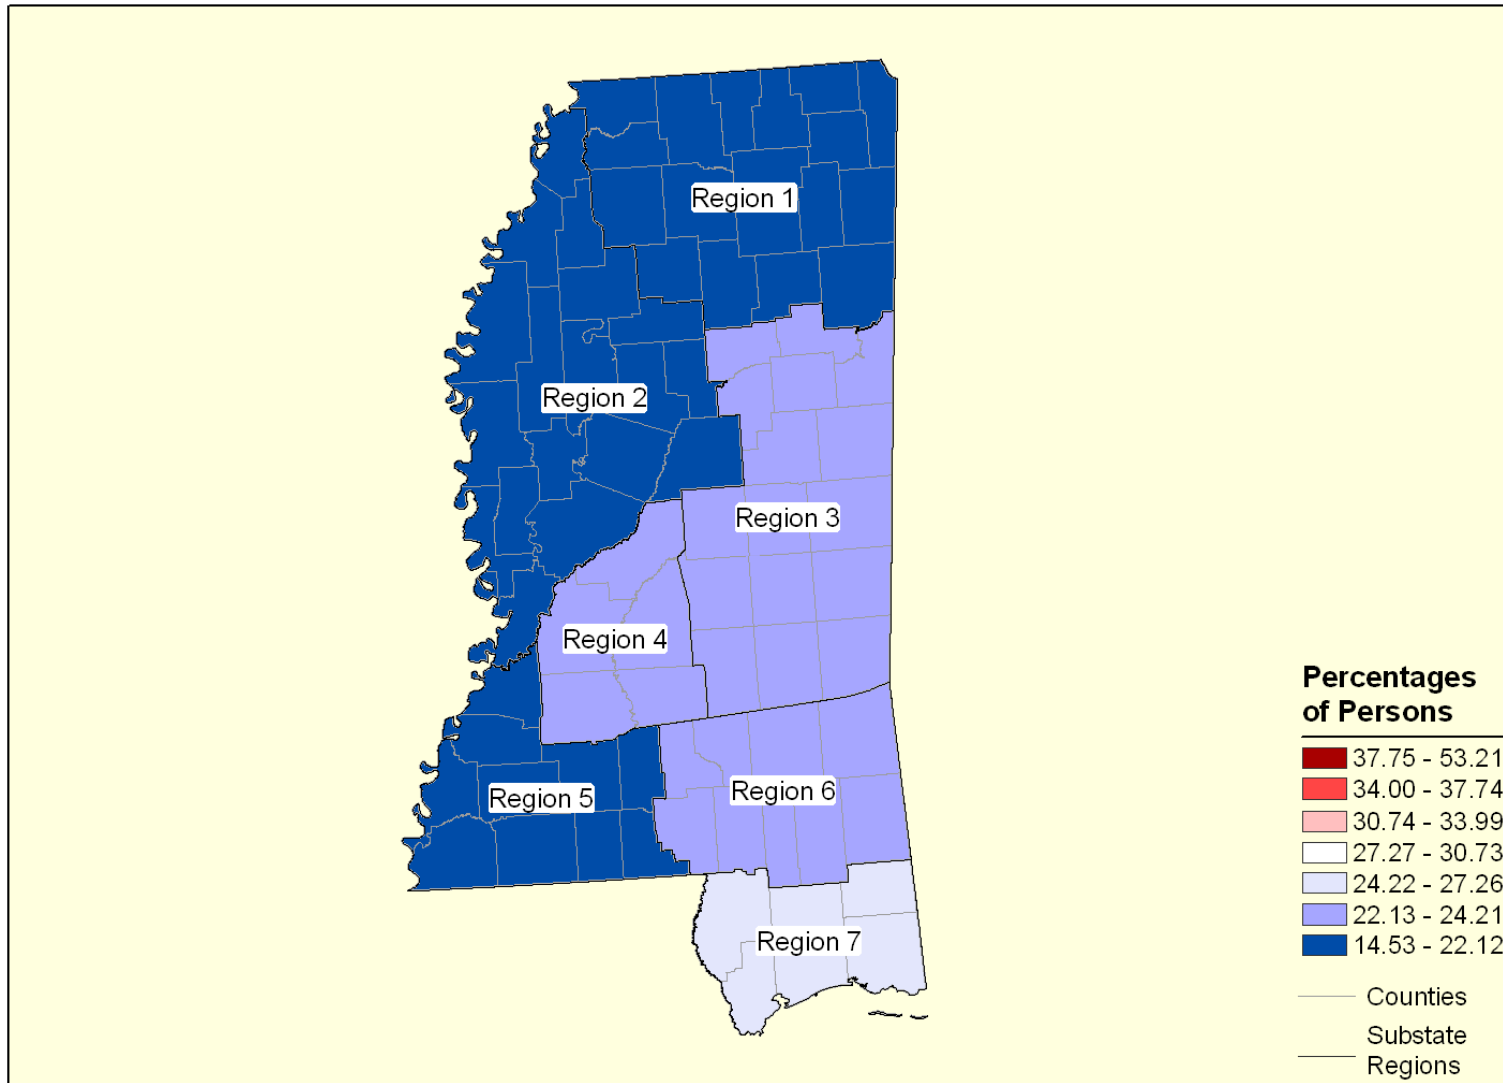 Region 1
Region 2
Region 3
Region 4
Region 5
Region 6
Region 7
Percentages
of Persons
37.75 - 53.21
34.00 - 37.74
30.74 - 33.99
27.27 - 30.73
24.22 - 27.26
22.13 - 24.21
14.53 - 22.12
Counties
Substate
Regions